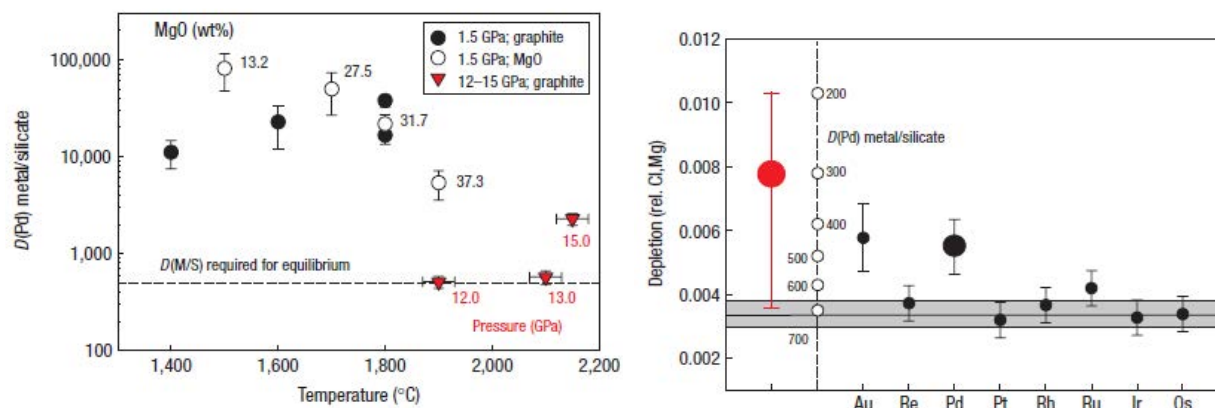 MgO (wt%)
1.5 GPa; graphite
1.5 GPa; MgO
12–15 GPa; graphite
100,000
10,000
1,000
100
D(Pd) metal/silicate
13.2
27.5
31.7
37.3
15.0
D(M/S) required for equilibrium
12.0
13.0
Pressure (GPa)
1,400
1,600
1,800
2,000
2,200
Temperature (°C)
0.012
0.010
0.008
0.006
0.004
0.002
Depletion (rel. CI,Mg)
200
D(Pd) metal/silicate
300
400
500
600
700
Au
Re
Pd
Pt
Rh
Ru
Ir
Os